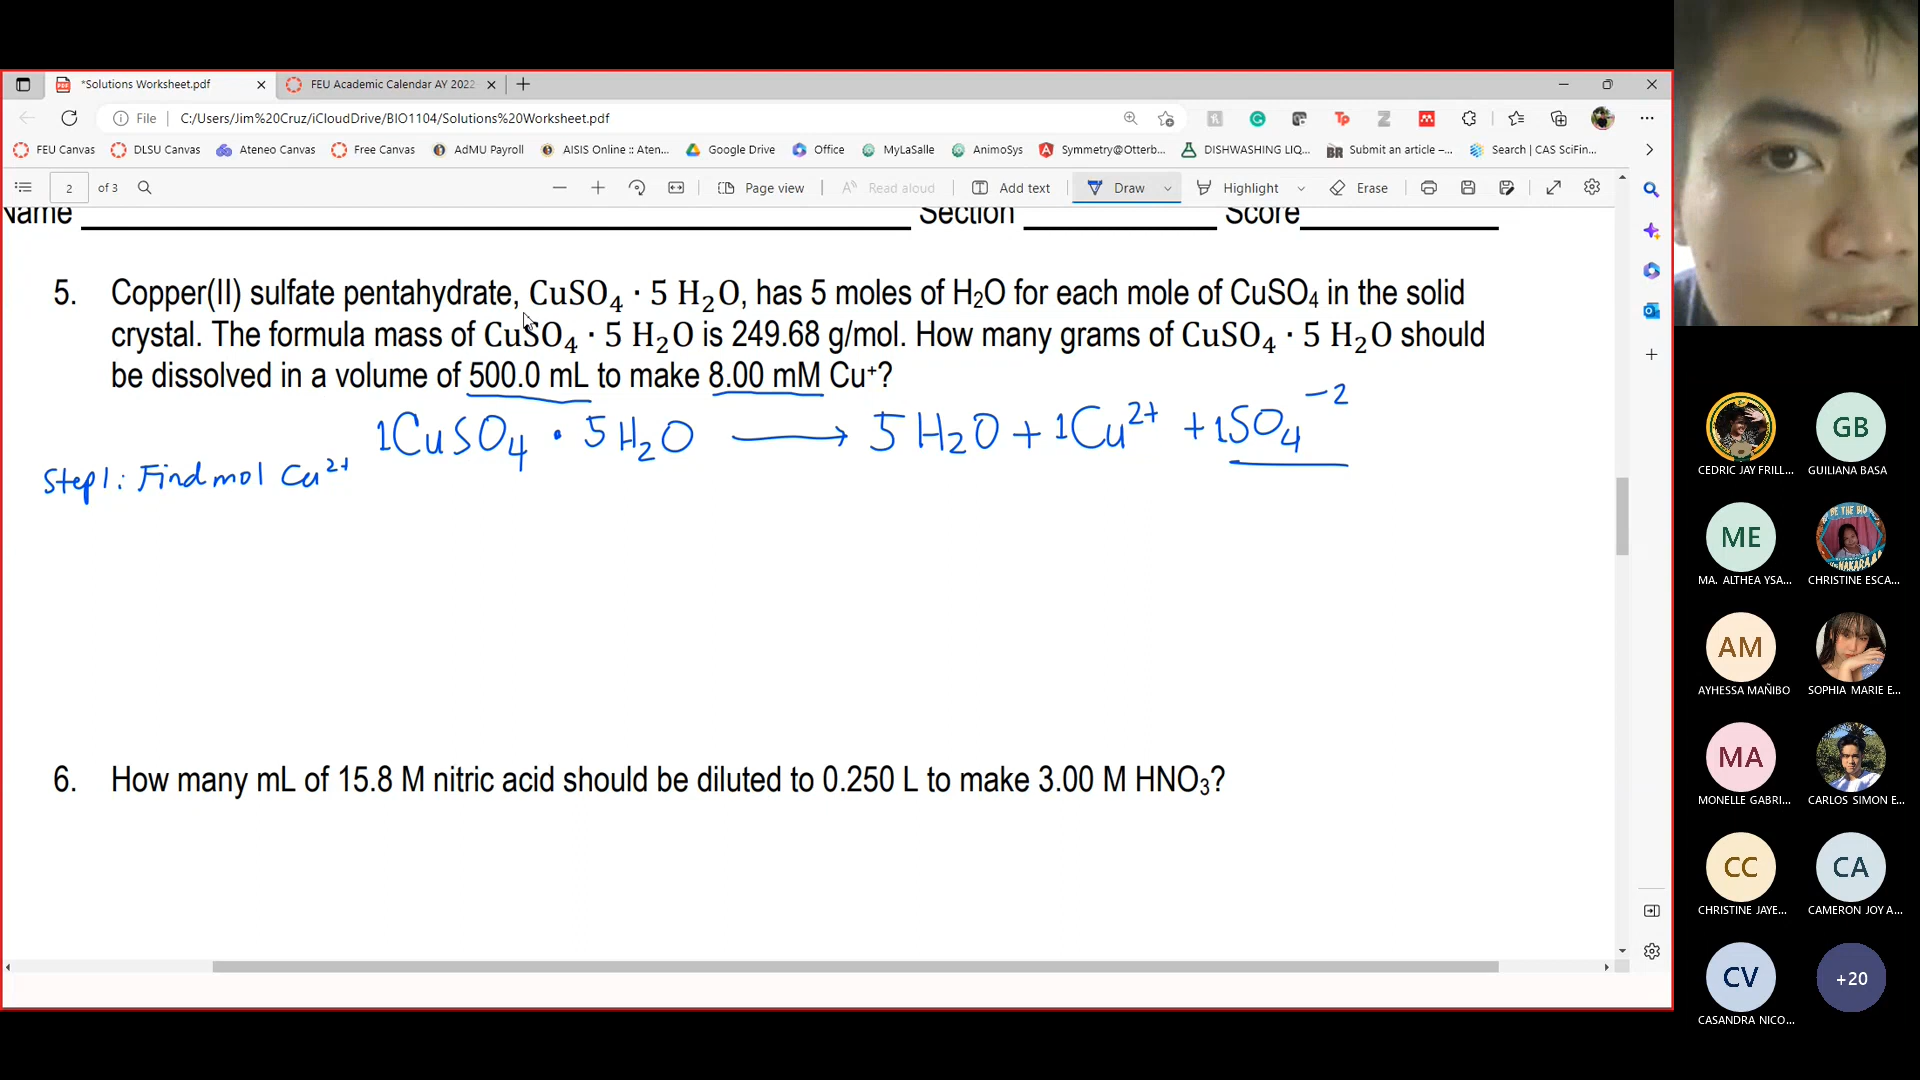 *Solutions Worksheet.pdf
FEU Academic Calendar AY 2022
File
C:/Users/Jim%20Cruz/iCloudDrive/BIO1104/Solutions%20Worksheet.pdf
FEU Canvas DLSU Canvas Ateneo Canvas Free Canvas AdMU Payroll AISIS Online :: Aten... Google Drive Office MyLaSalle AnimoSys Symmetry@Otterb... DISHWASHING LIQ... Submit an article –... Search | CAS SciFin...
2 of 3 Page view Read aloud Add text Draw Highlight Erase
Name Section Score
5. Copper(II) sulfate pentahydrate, CuSO₄ · 5 H₂O, has 5 moles of H₂O for each mole of CuSO₄ in the solid
crystal. The formula mass of CuSO₄ · 5 H₂O is 249.68 g/mol. How many grams of CuSO₄ · 5 H₂O should
be dissolved in a volume of 500.0 mL to make 8.00 mM Cu⁺?
1CuSO₄ · 5H₂O → 5H₂O + 1Cu²⁺ + 1SO₄⁻²
Step1: Find mol Cu²⁺
6. How many mL of 15.8 M nitric acid should be diluted to 0.250 L to make 3.00 M HNO₃?
GB
CEDRIC JAY FRILL... GUILIANA BASA
ME
MA. ALTHEA YSA... CHRISTINE ESCA...
AM
AYHESSA MAÑIBO SOPHIA MARIE E...
MA
MONELLE GABRI... CARLOS SIMON E...
CC CA
CHRISTINE JAYE... CAMERON JOY A...
CV +20
CASANDRA NICO...